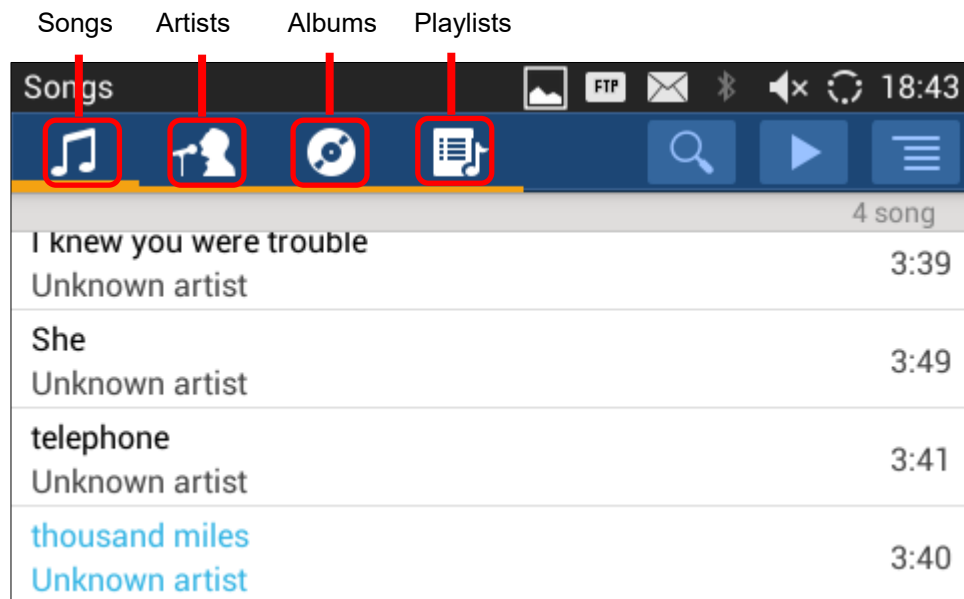 Songs Artists Albums Playlists
Songs FTP 18:43
4 song
I knew you were trouble
Unknown artist 3:39
She
Unknown artist 3:49
telephone
Unknown artist 3:41
thousand miles
Unknown artist 3:40